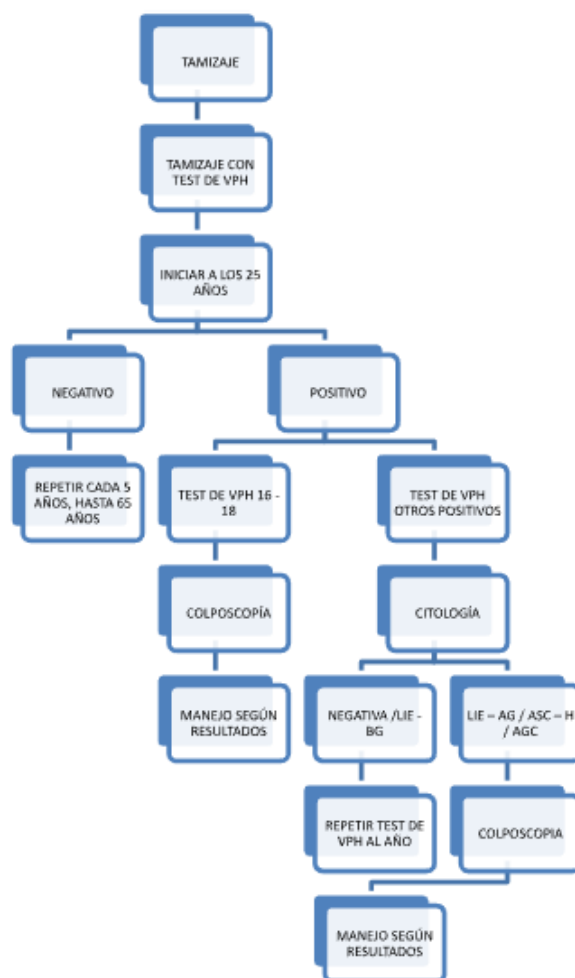 TAMIZAJE
TAMIZAJE CON
TEST DE VPH
INICIAR A LOS 25
AÑOS
NEGATIVO
POSITIVO
REPETIR CADA 5
AÑOS, HASTA 65
AÑOS
TEST DE VPH 16 -
18
TEST DE VPH
OTROS POSITIVOS
COLPOSCOPÍA
CITOLOGÍA
MANEJO SEGÚN
RESULTADOS
NEGATIVA /LIE -
BG
LIE – AG / ASC – H
/ AGC
REPETIR TEST DE
VPH AL AÑO
COLPOSCOPIA
MANEJO SEGÚN
RESULTADOS